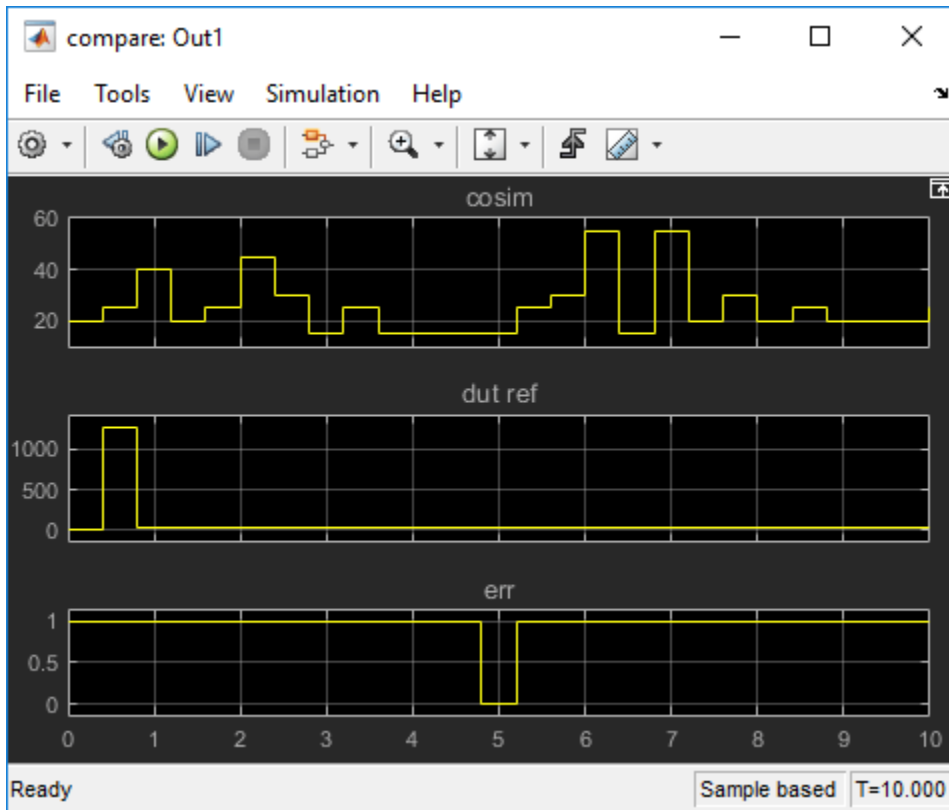 compare: Out1
File Tools View Simulation Help
cosim
60
40
20
dut ref
1000
500
0
err
1
0.5
0
0 1 2 3 4 5 6 7 8 9 10
Ready Sample based T=10.000